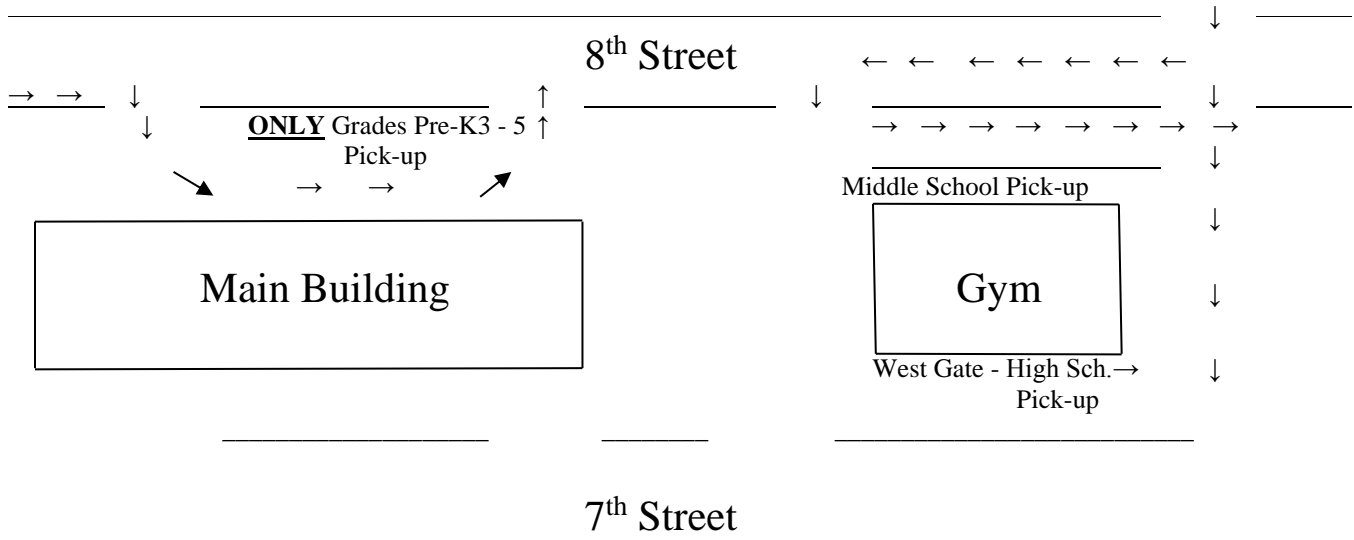 8th Street
ONLY Grades Pre-K3 - 5
Pick-up
Middle School Pick-up
Main Building
Gym
West Gate - High Sch.→
Pick-up
7th Street